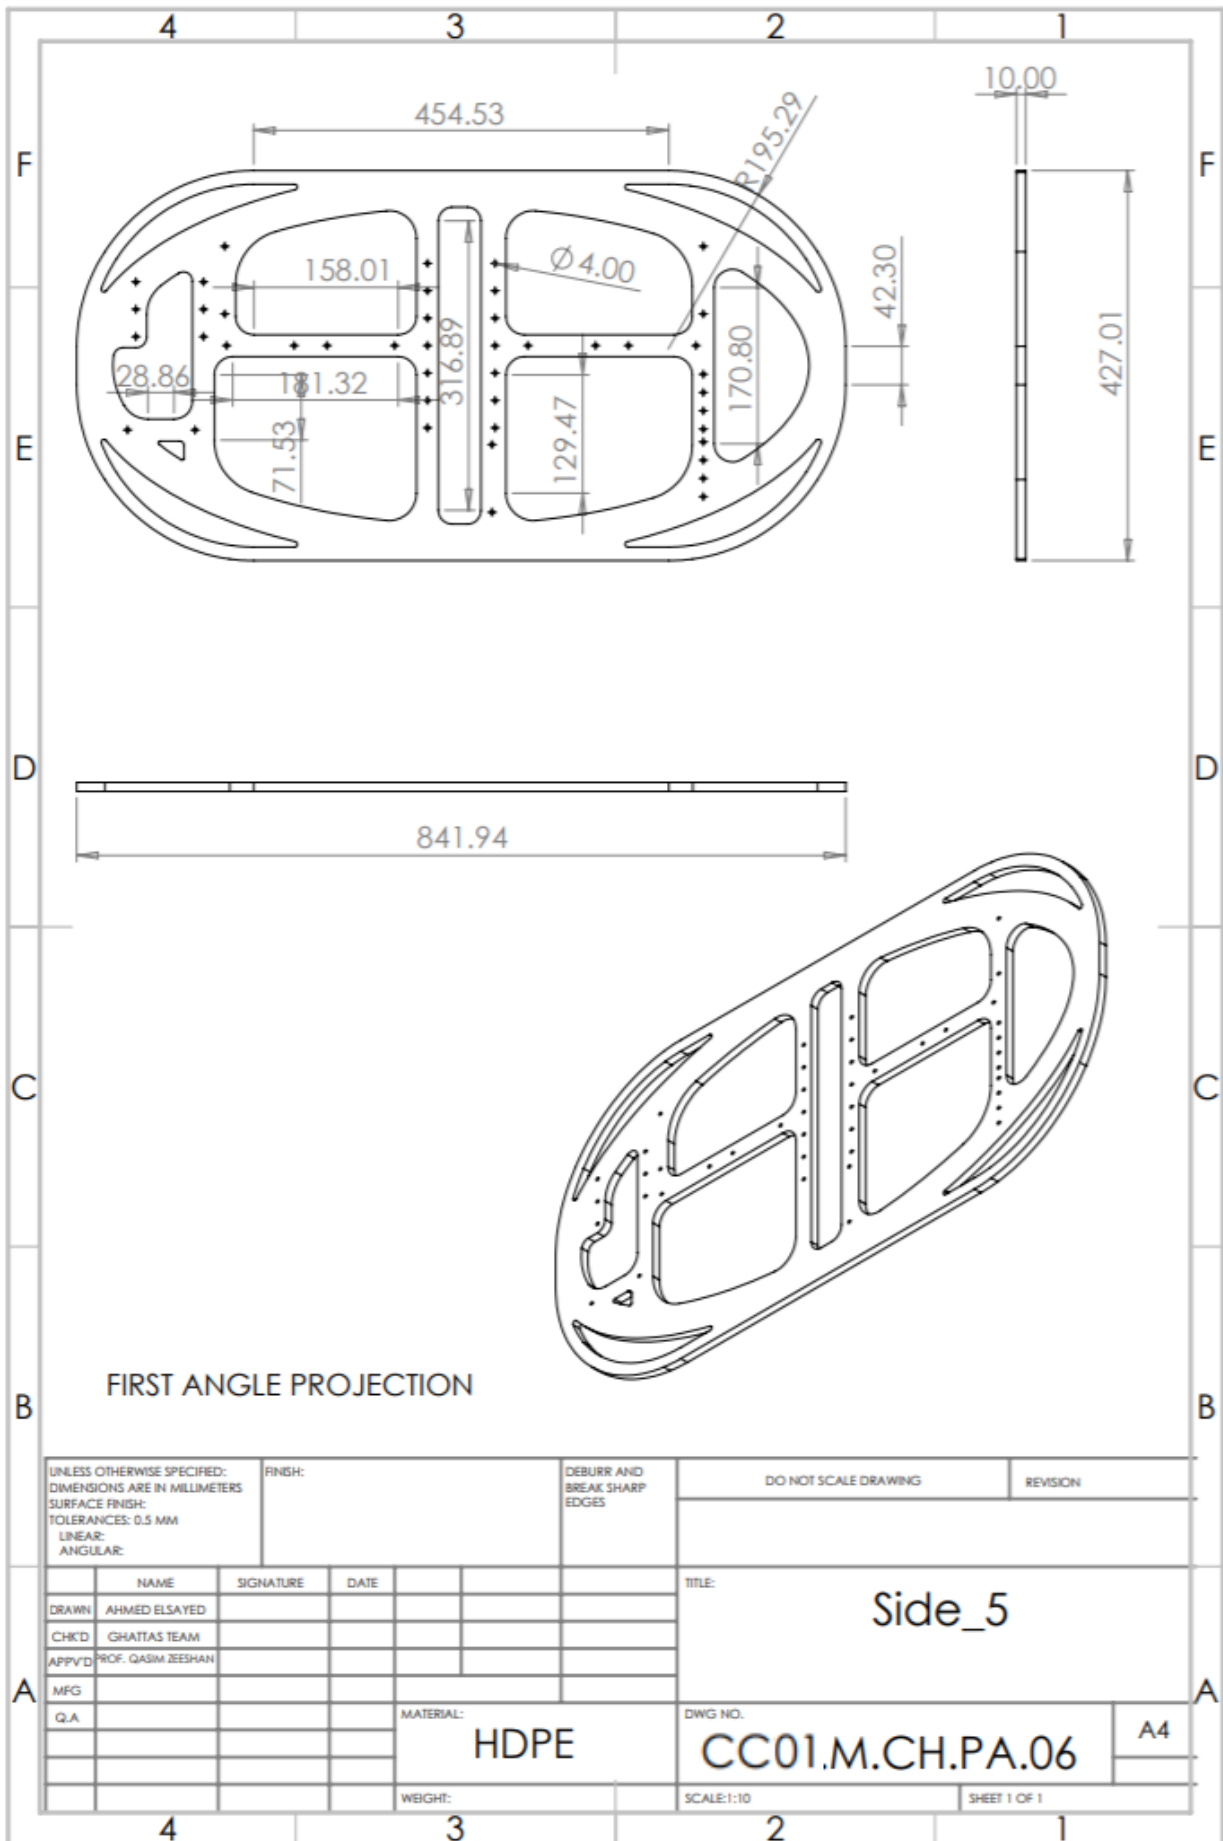 4 3 2 1
F F
E E
D D
C C
B B
A A
454.53
R195.29
10.00
158.01
Ø 4.00
42.30
316.89
170.80
427.01
28.86
181.32
71.53
129.47
841.94
FIRST ANGLE PROJECTION
UNLESS OTHERWISE SPECIFIED:
DIMENSIONS ARE IN MILLIMETERS
SURFACE FINISH:
TOLERANCES: 0.5 MM
LINEAR:
ANGULAR:
FINISH:
DEBURR AND
BREAK SHARP
EDGES
DO NOT SCALE DRAWING
REVISION
NAME SIGNATURE DATE
DRAWN AHMED ELSAYED
CHK'D GHATTAS TEAM
APPV'D PROF. QASIM ZEESHAN
MFG
Q.A
TITLE:
Side_5
MATERIAL:
HDPE
DWG NO.
CC01.M.CH.PA.06
A4
WEIGHT:
SCALE:1:10
SHEET 1 OF 1
4 3 2 1